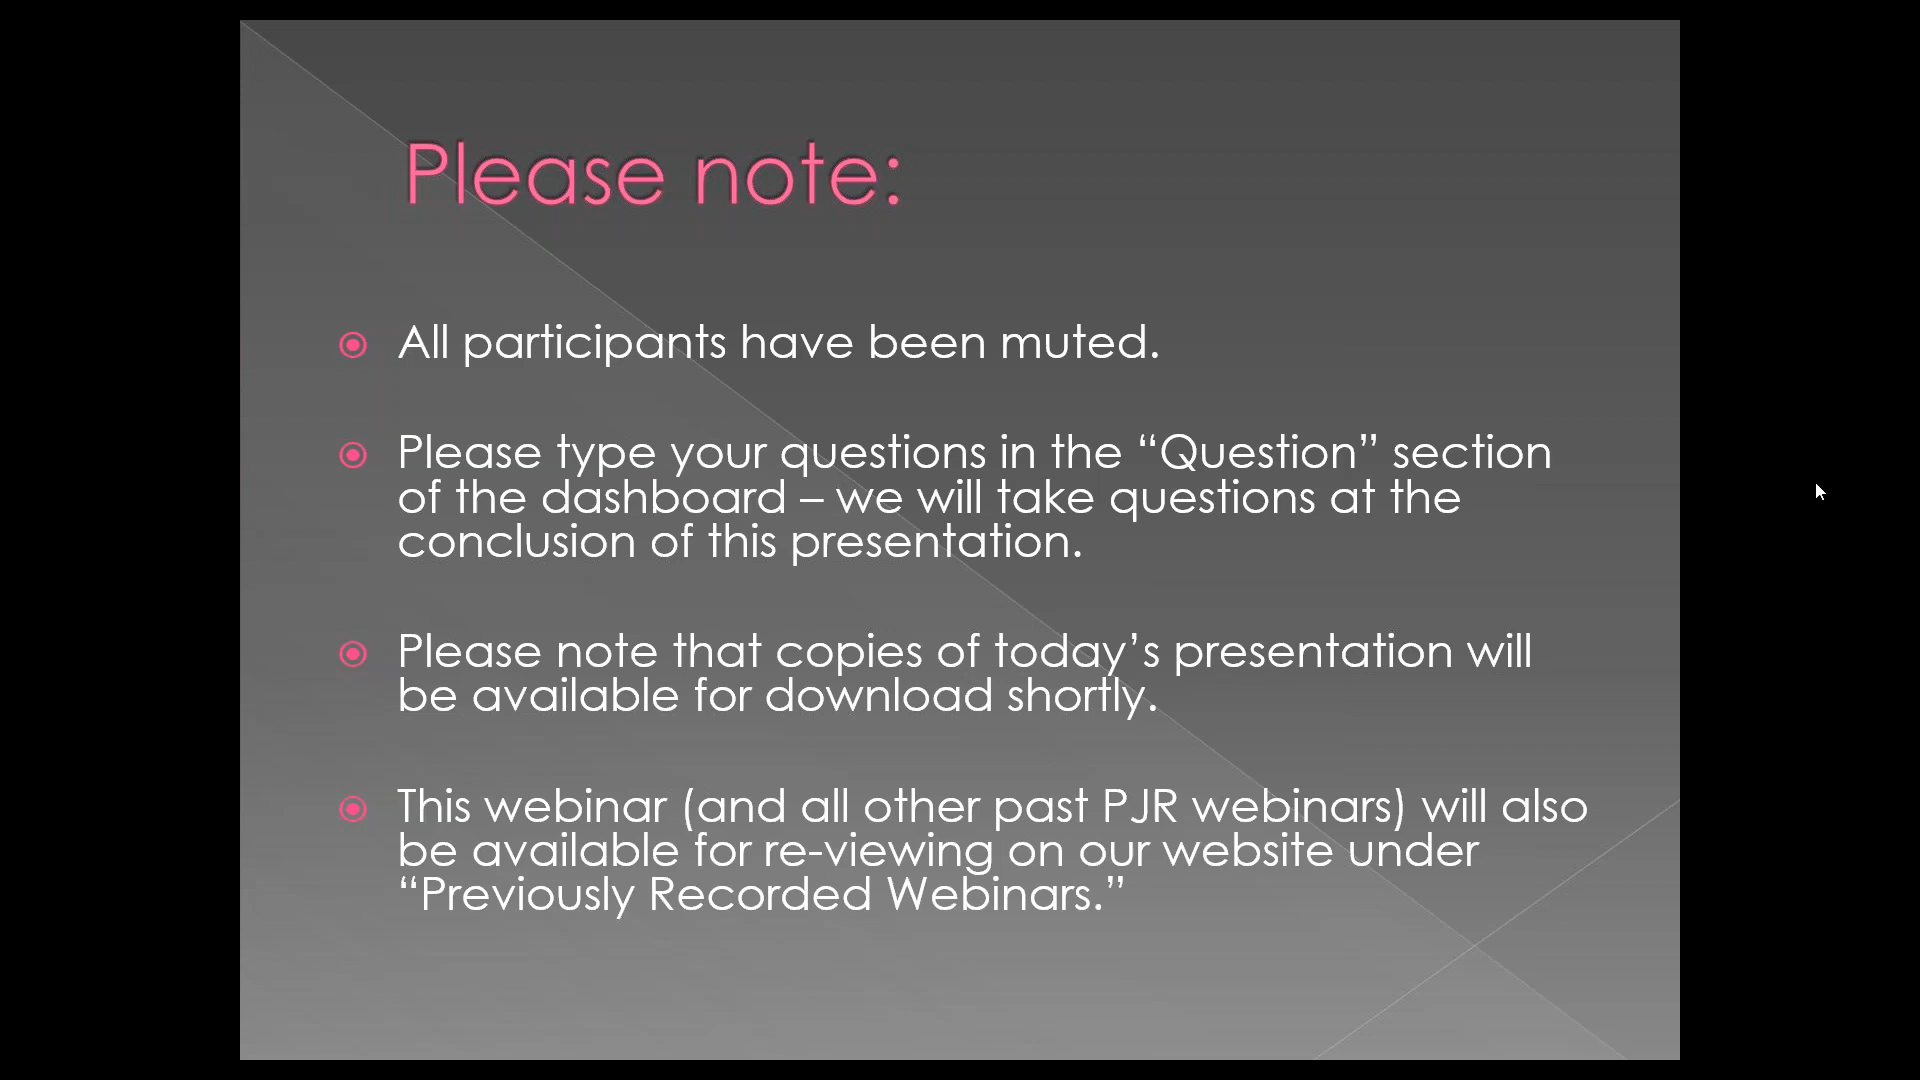 Please note:
All participants have been muted.
Please type your questions in the “Question” section
of the dashboard – we will take questions at the
conclusion of this presentation.
Please note that copies of today’s presentation will
be available for download shortly.
This webinar (and all other past PJR webinars) will also
be available for re-viewing on our website under
“Previously Recorded Webinars.”